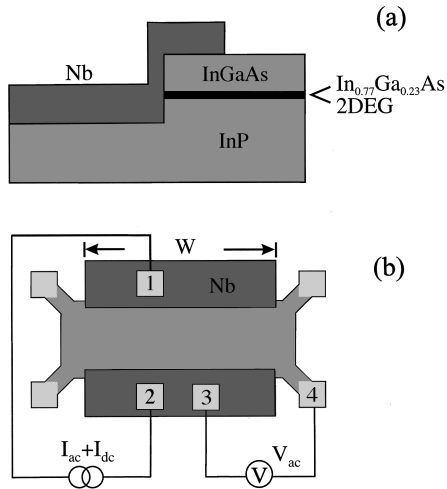 (a)
Nb
InGaAs
In0.77Ga0.23As
2DEG
InP
W
(b)
1
Nb
2
3
4
Iac+Idc
Vac
V